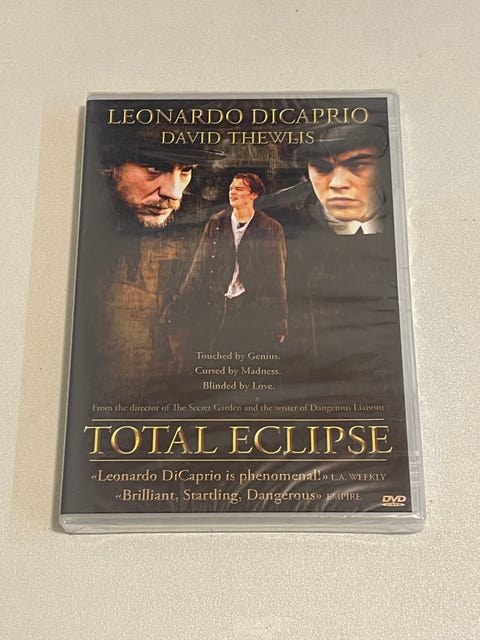 LEONARDO DICAPRIO
DAVID THEWLIS
Touched by Genius.
Cursed by Madness.
Blinded by Love.
From the director of The Secret Garden and the writer of Dangerous Liaisons
TOTAL ECLIPSE
«Leonardo DiCaprio is phenomenal!» L.A. WEEKLY
«Brilliant, Startling, Dangerous» EMPIRE
DVD
VIDEO